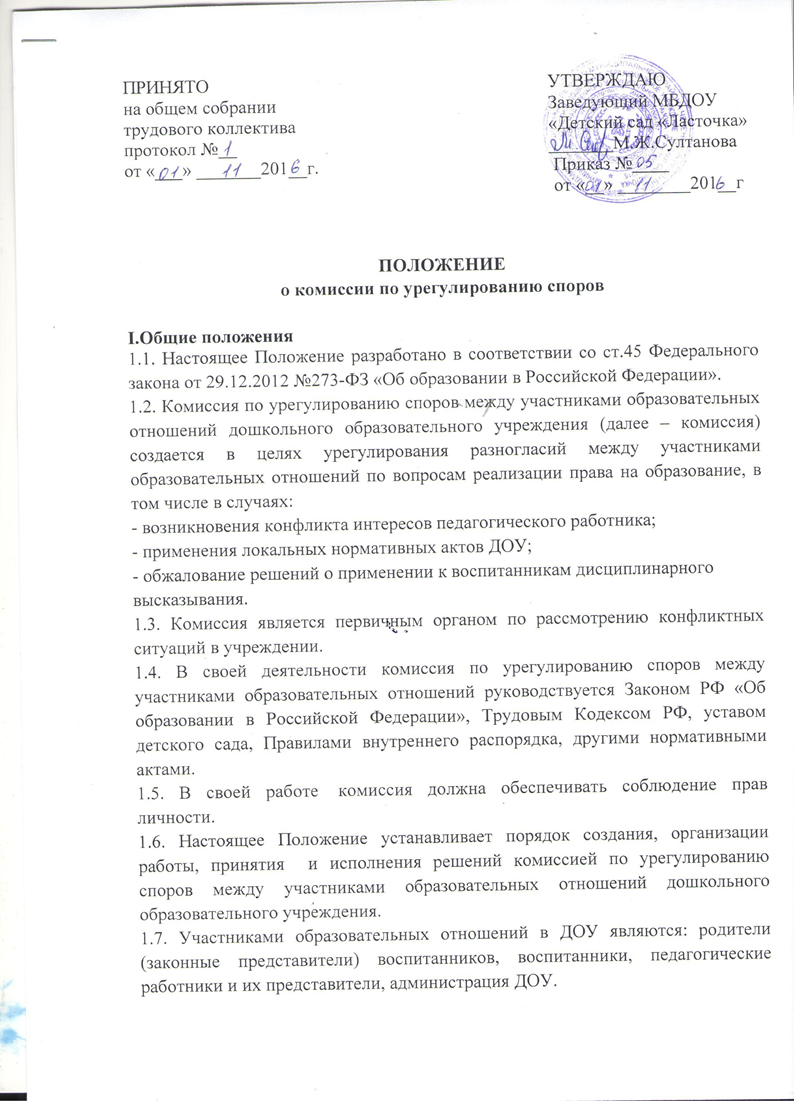 ПРИНЯТО
на общем собрании
трудового коллектива
протокол № 1
от «01» 11 2016 г.
УТВЕРЖДАЮ
Заведующий МБДОУ
«Детский сад «Ласточка»
М.Ж.Султанова
Приказ № 05
от «01» 11 2016 г
ПОЛОЖЕНИЕ
о комиссии по урегулированию споров
I.Общие положения
1.1. Настоящее Положение разработано в соответствии со ст.45 Федерального
закона от 29.12.2012 №273-ФЗ «Об образовании в Российской Федерации».
1.2. Комиссия по урегулированию споров между участниками образовательных
отношений дошкольного образовательного учреждения (далее – комиссия)
создается в целях урегулирования разногласий между участниками
образовательных отношений по вопросам реализации права на образование, в
том числе в случаях:
- возникновения конфликта интересов педагогического работника;
- применения локальных нормативных актов ДОУ;
- обжалование решений о применении к воспитанникам дисциплинарного
высказывания.
1.3. Комиссия является первичным органом по рассмотрению конфликтных
ситуаций в учреждении.
1.4. В своей деятельности комиссия по урегулированию споров между
участниками образовательных отношений руководствуется Законом РФ «Об
образовании в Российской Федерации», Трудовым Кодексом РФ, уставом
детского сада, Правилами внутреннего распорядка, другими нормативными
актами.
1.5. В своей работе комиссия должна обеспечивать соблюдение прав
личности.
1.6. Настоящее Положение устанавливает порядок создания, организации
работы, принятия и исполнения решений комиссией по урегулированию
споров между участниками образовательных отношений дошкольного
образовательного учреждения.
1.7. Участниками образовательных отношений в ДОУ являются: родители
(законные представители) воспитанников, воспитанники, педагогические
работники и их представители, администрация ДОУ.